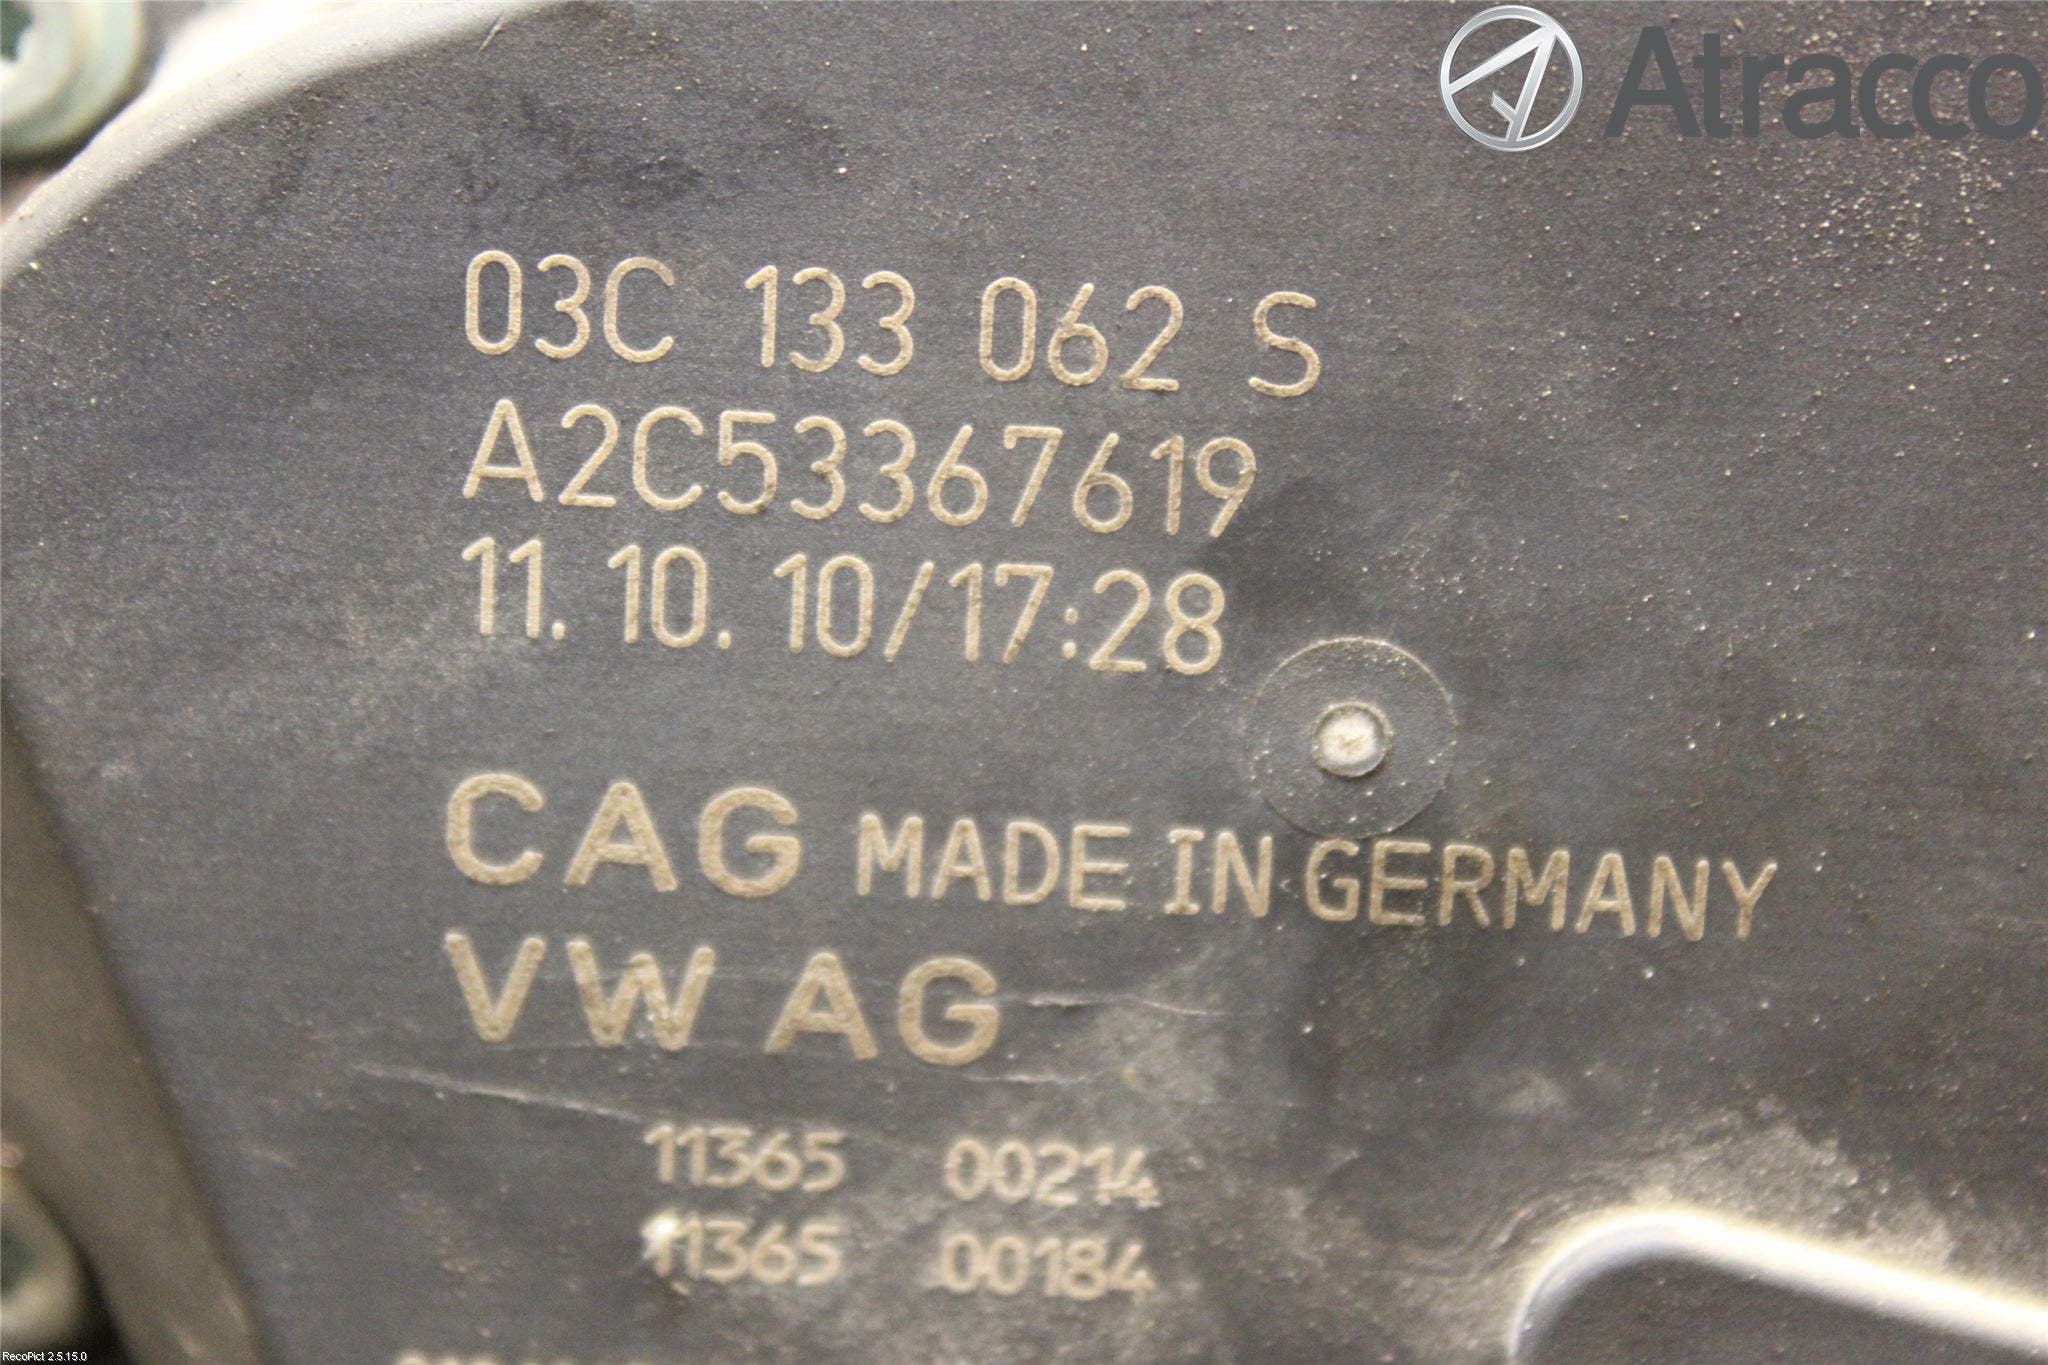 Atracco
03C 133 062 S
A2C53367619
11.10.10/17:28
CAG MADE IN GERMANY
VW AG
11365 00214
11365 00184
RecoPict 2.5.15.0